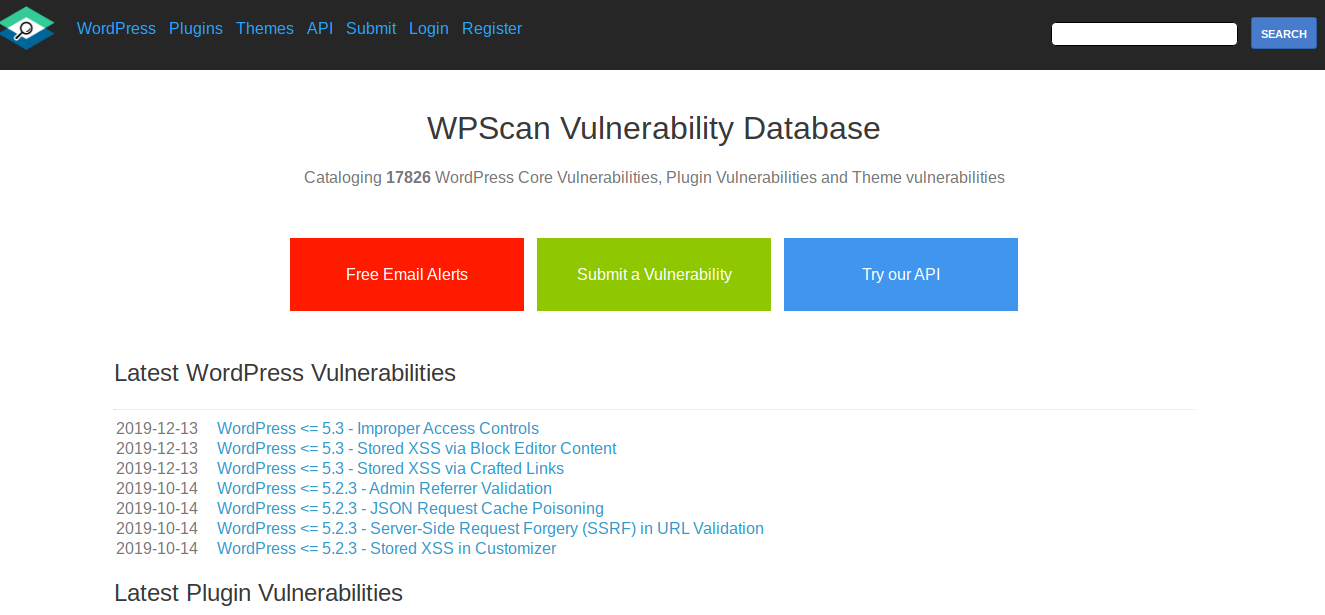 WordPress Plugins Themes API Submit Login Register SEARCH
WPScan Vulnerability Database
Cataloging 17826 WordPress Core Vulnerabilities, Plugin Vulnerabilities and Theme vulnerabilities
Free Email Alerts Submit a Vulnerability Try our API
Latest WordPress Vulnerabilities
2019-12-13 WordPress <= 5.3 - Improper Access Controls
2019-12-13 WordPress <= 5.3 - Stored XSS via Block Editor Content
2019-12-13 WordPress <= 5.3 - Stored XSS via Crafted Links
2019-10-14 WordPress <= 5.2.3 - Admin Referrer Validation
2019-10-14 WordPress <= 5.2.3 - JSON Request Cache Poisoning
2019-10-14 WordPress <= 5.2.3 - Server-Side Request Forgery (SSRF) in URL Validation
2019-10-14 WordPress <= 5.2.3 - Stored XSS in Customizer
Latest Plugin Vulnerabilities